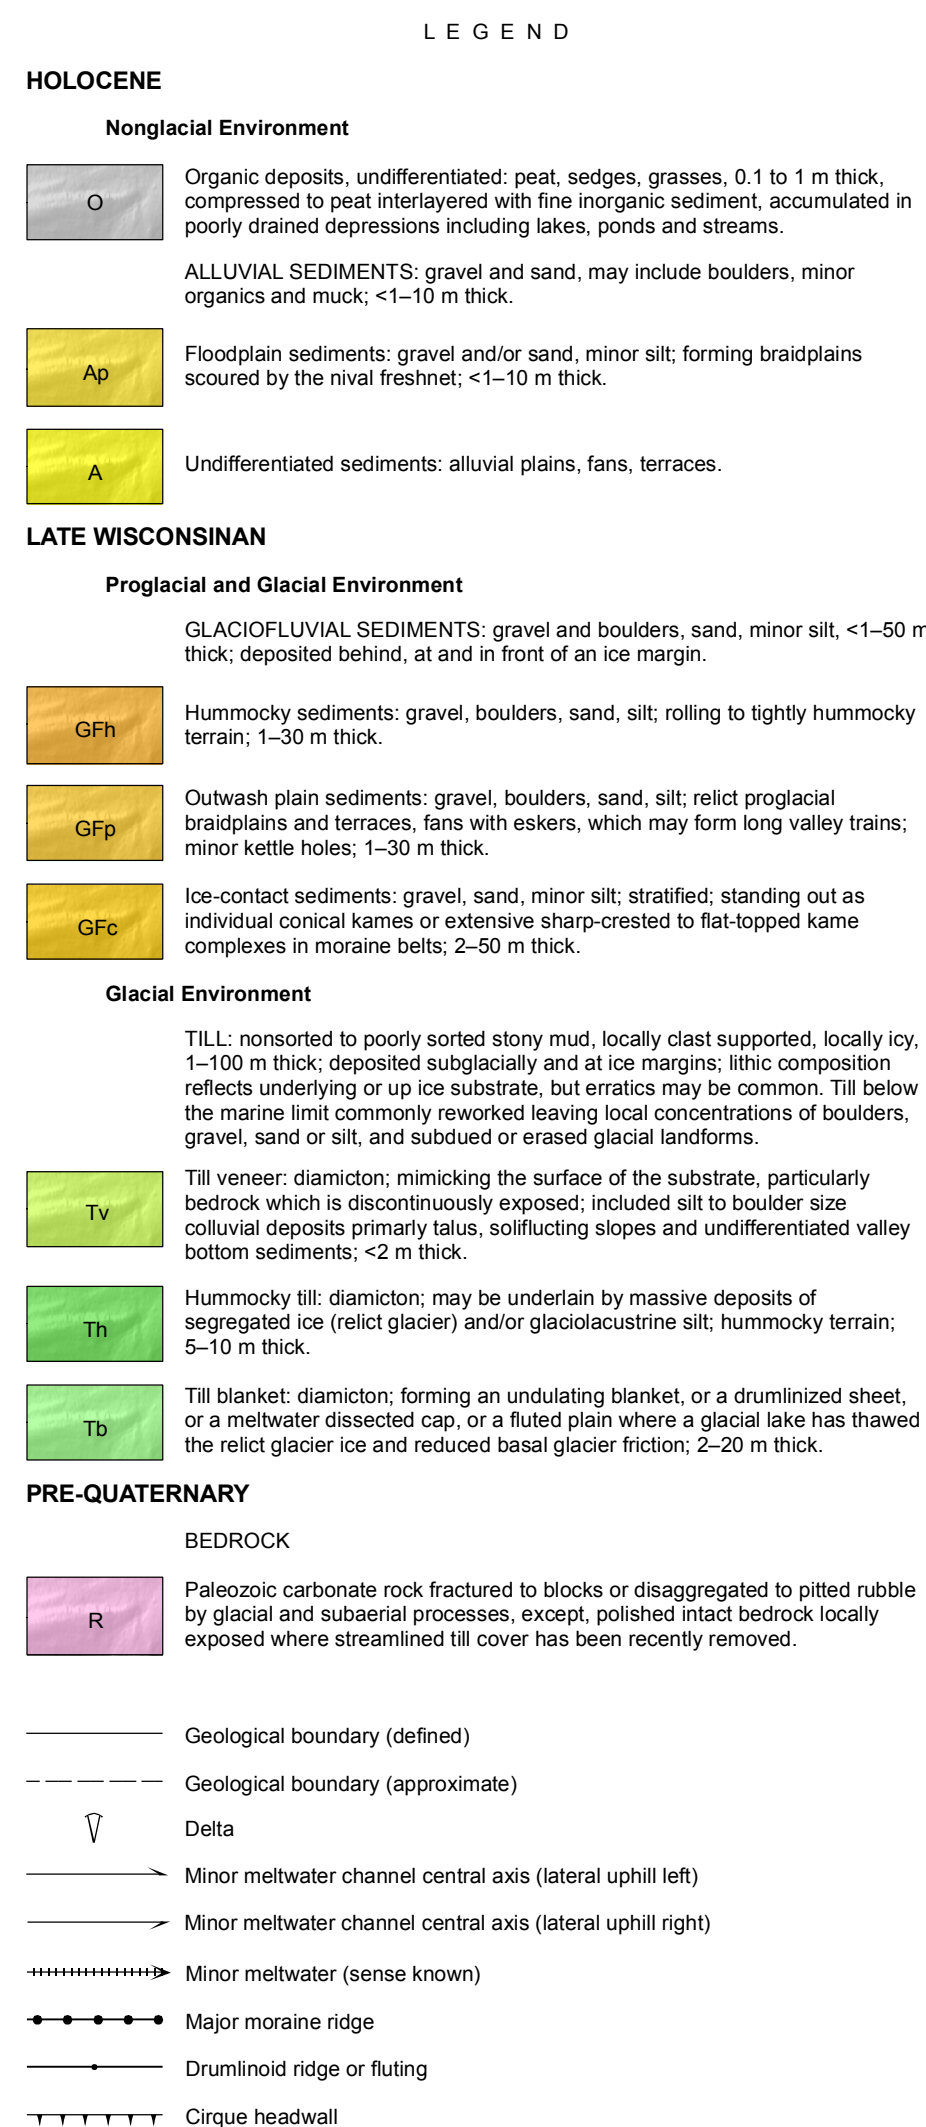 L E G E N D
HOLOCENE
Nonglacial Environment
O
Organic deposits, undifferentiated: peat, sedges, grasses, 0.1 to 1 m thick,
compressed to peat interlayered with fine inorganic sediment, accumulated in
poorly drained depressions including lakes, ponds and streams.
ALLUVIAL SEDIMENTS: gravel and sand, may include boulders, minor
organics and muck; <1–10 m thick.
Ap
Floodplain sediments: gravel and/or sand, minor silt; forming braidplains
scoured by the nival freshnet; <1–10 m thick.
A
Undifferentiated sediments: alluvial plains, fans, terraces.
LATE WISCONSINAN
Proglacial and Glacial Environment
GLACIOFLUVIAL SEDIMENTS: gravel and boulders, sand, minor silt, <1–50 m
thick; deposited behind, at and in front of an ice margin.
GFh
Hummocky sediments: gravel, boulders, sand, silt; rolling to tightly hummocky
terrain; 1–30 m thick.
GFp
Outwash plain sediments: gravel, boulders, sand, silt; relict proglacial
braidplains and terraces, fans with eskers, which may form long valley trains;
minor kettle holes; 1–30 m thick.
GFc
Ice-contact sediments: gravel, sand, minor silt; stratified; standing out as
individual conical kames or extensive sharp-crested to flat-topped kame
complexes in moraine belts; 2–50 m thick.
Glacial Environment
TILL: nonsorted to poorly sorted stony mud, locally clast supported, locally icy,
1–100 m thick; deposited subglacially and at ice margins; lithic composition
reflects underlying or up ice substrate, but erratics may be common. Till below
the marine limit commonly reworked leaving local concentrations of boulders,
gravel, sand or silt, and subdued or erased glacial landforms.
Tv
Till veneer: diamicton; mimicking the surface of the substrate, particularly
bedrock which is discontinuously exposed; included silt to boulder size
colluvial deposits primarly talus, soliflucting slopes and undifferentiated valley
bottom sediments; <2 m thick.
Th
Hummocky till: diamicton; may be underlain by massive deposits of
segregated ice (relict glacier) and/or glaciolacustrine silt; hummocky terrain;
5–10 m thick.
Tb
Till blanket: diamicton; forming an undulating blanket, or a drumlinized sheet,
or a meltwater dissected cap, or a fluted plain where a glacial lake has thawed
the relict glacier ice and reduced basal glacier friction; 2–20 m thick.
PRE-QUATERNARY
BEDROCK
R
Paleozoic carbonate rock fractured to blocks or disaggregated to pitted rubble
by glacial and subaerial processes, except, polished intact bedrock locally
exposed where streamlined till cover has been recently removed.
Geological boundary (defined)
Geological boundary (approximate)
Delta
Minor meltwater channel central axis (lateral uphill left)
Minor meltwater channel central axis (lateral uphill right)
Minor meltwater (sense known)
Major moraine ridge
Drumlinoid ridge or fluting
Cirque headwall